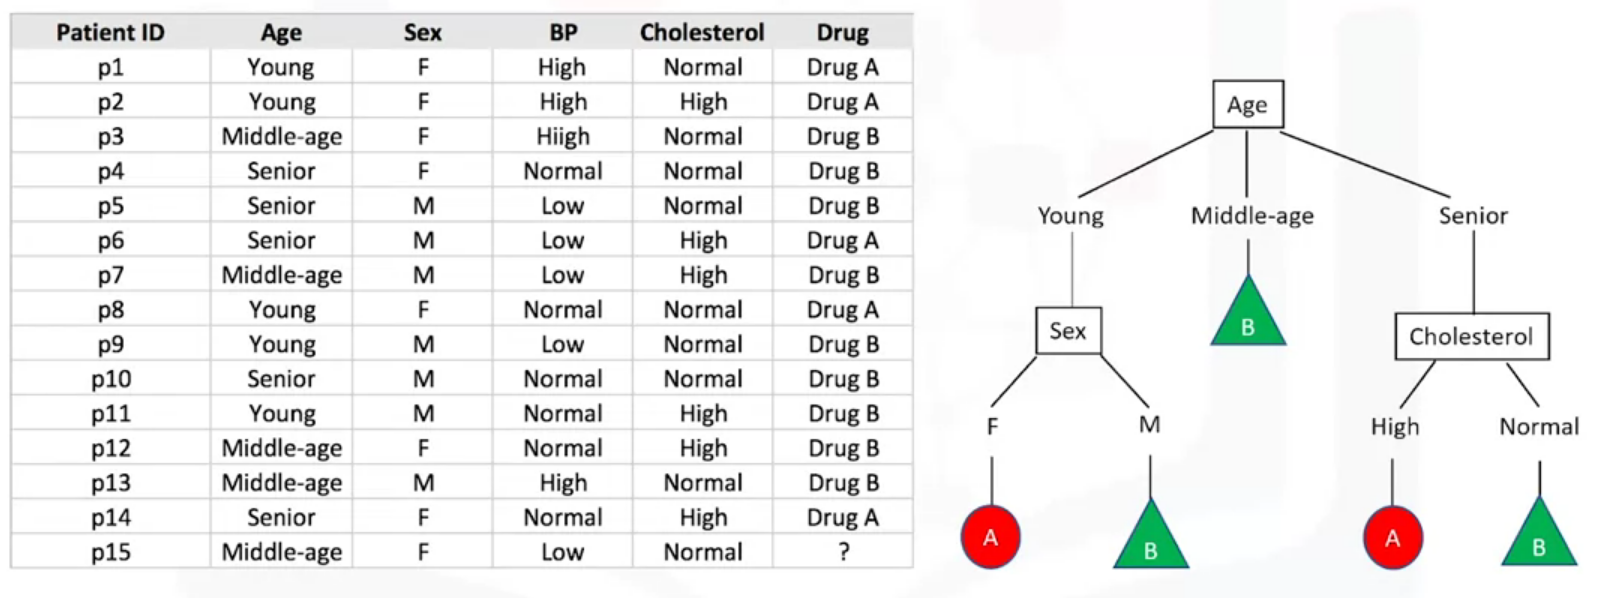 Patient ID Age Sex BP Cholesterol Drug
p1 Young F High Normal Drug A
p2 Young F High High Drug A
p3 Middle-age F Hiigh Normal Drug B
p4 Senior F Normal Normal Drug B
p5 Senior M Low Normal Drug B
p6 Senior M Low High Drug A
p7 Middle-age M Low High Drug B
p8 Young F Normal Normal Drug A
p9 Young M Low Normal Drug B
p10 Senior M Normal Normal Drug B
p11 Young M Normal High Drug B
p12 Middle-age F Normal High Drug B
p13 Middle-age M High Normal Drug B
p14 Senior F Normal High Drug A
p15 Middle-age F Low Normal ?
Age
Young Middle-age Senior
Sex B Cholesterol
F M High Normal
A B A B